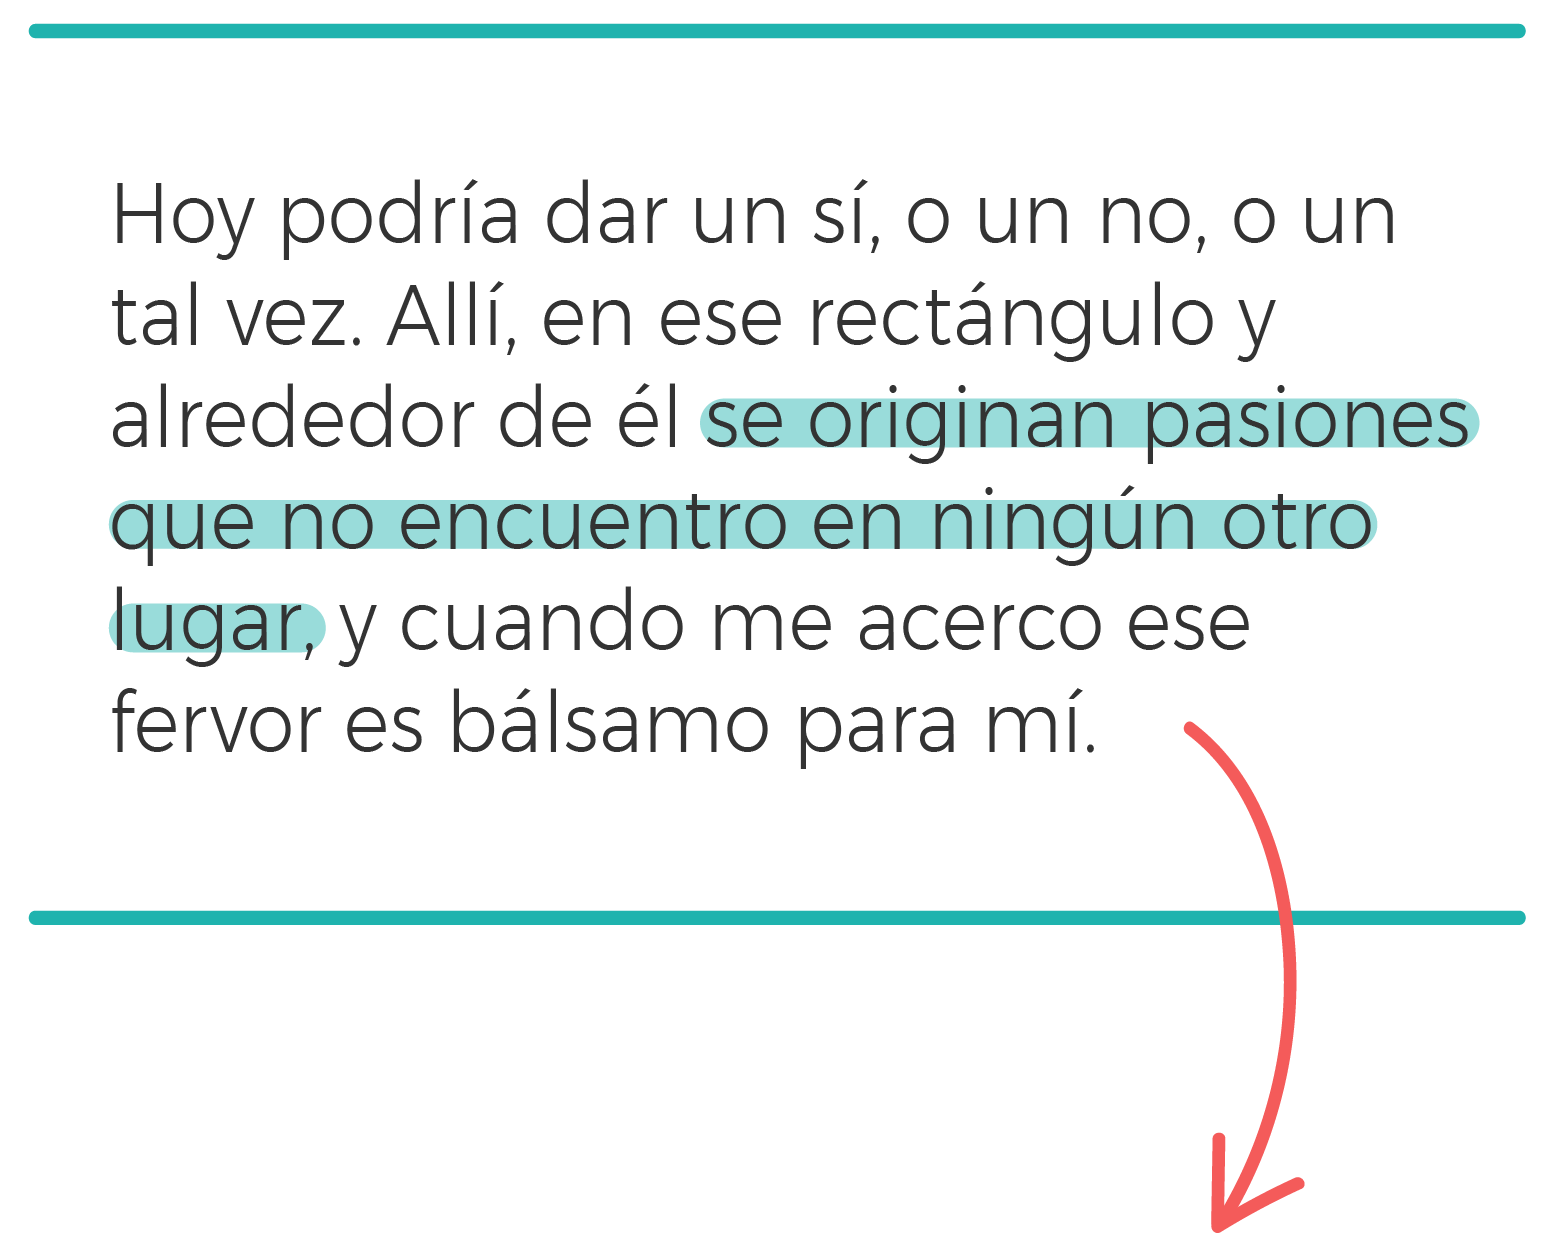 Hoy podría dar un sí, o un no, o un
tal vez. Allí, en ese rectángulo y
alrededor de él se originan pasiones
que no encuentro en ningún otro
lugar, y cuando me acerco ese
fervor es bálsamo para mí.